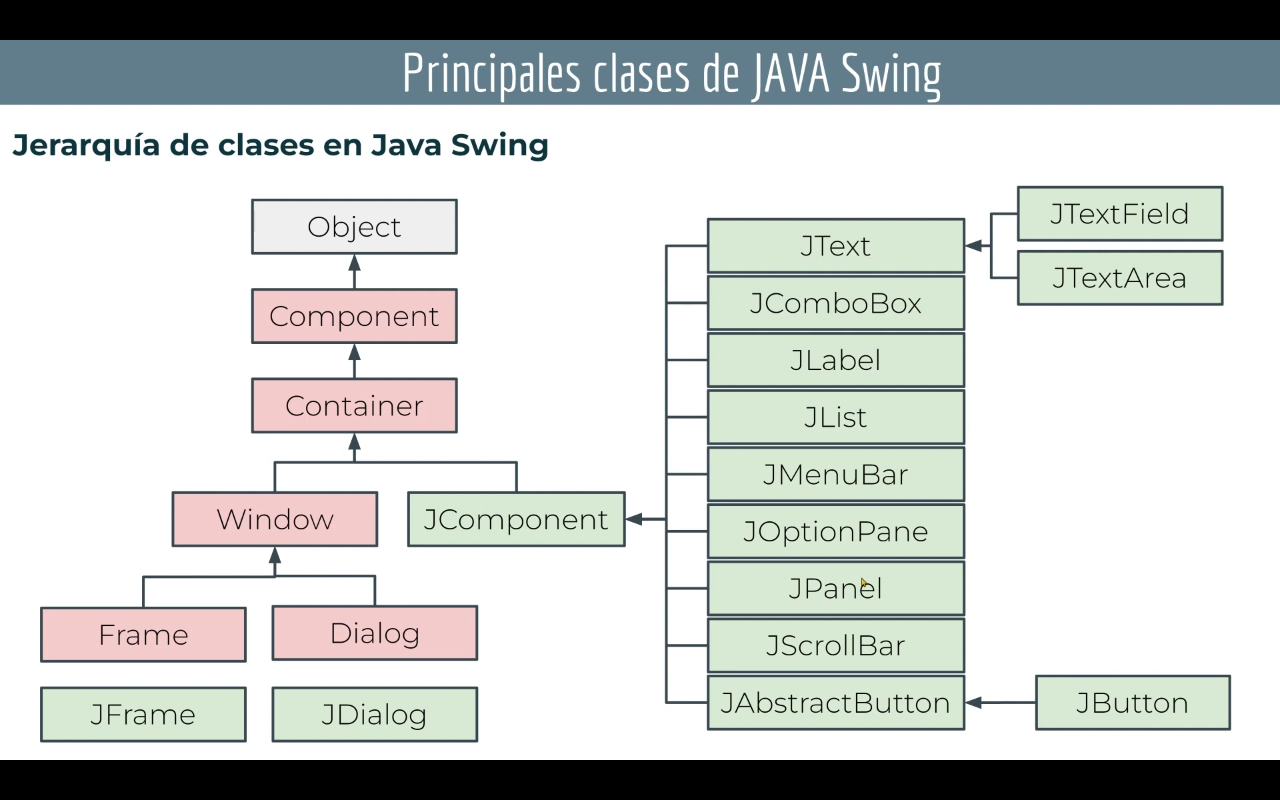 Principales clases de JAVA Swing
Jerarquía de clases en Java Swing
Object
Component
Container
Window
JComponent
Frame
Dialog
JFrame
JDialog
JText
JComboBox
JLabel
JList
JMenuBar
JOptionPane
JPanel
JScrollBar
JAbstractButton
JTextField
JTextArea
JButton